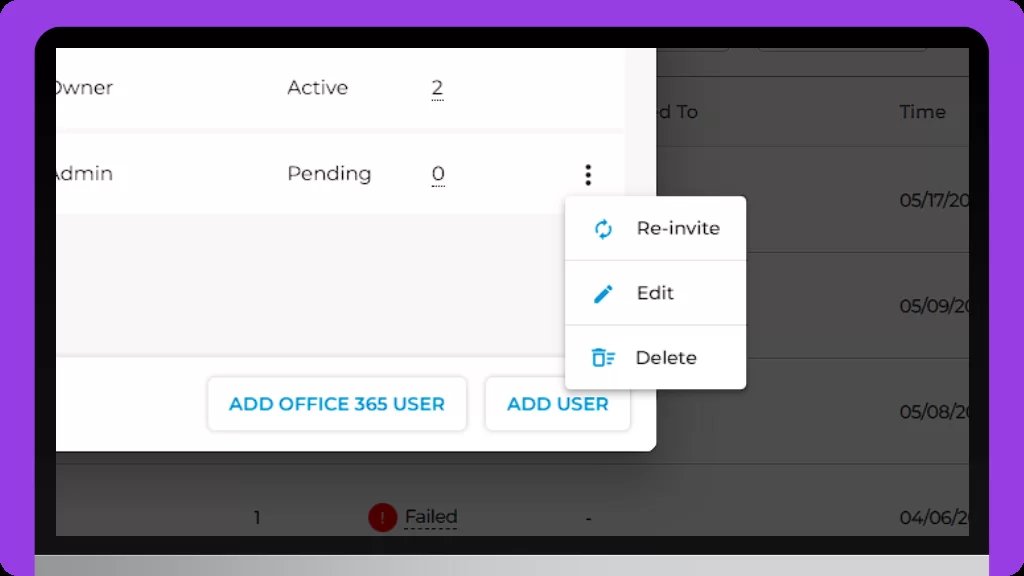 Owner Active 2
d To Time
Admin Pending 0
05/17/20
Re-invite
Edit
05/09/20
Delete
ADD OFFICE 365 USER ADD USER
05/08/20
1 ! Failed - 04/06/2